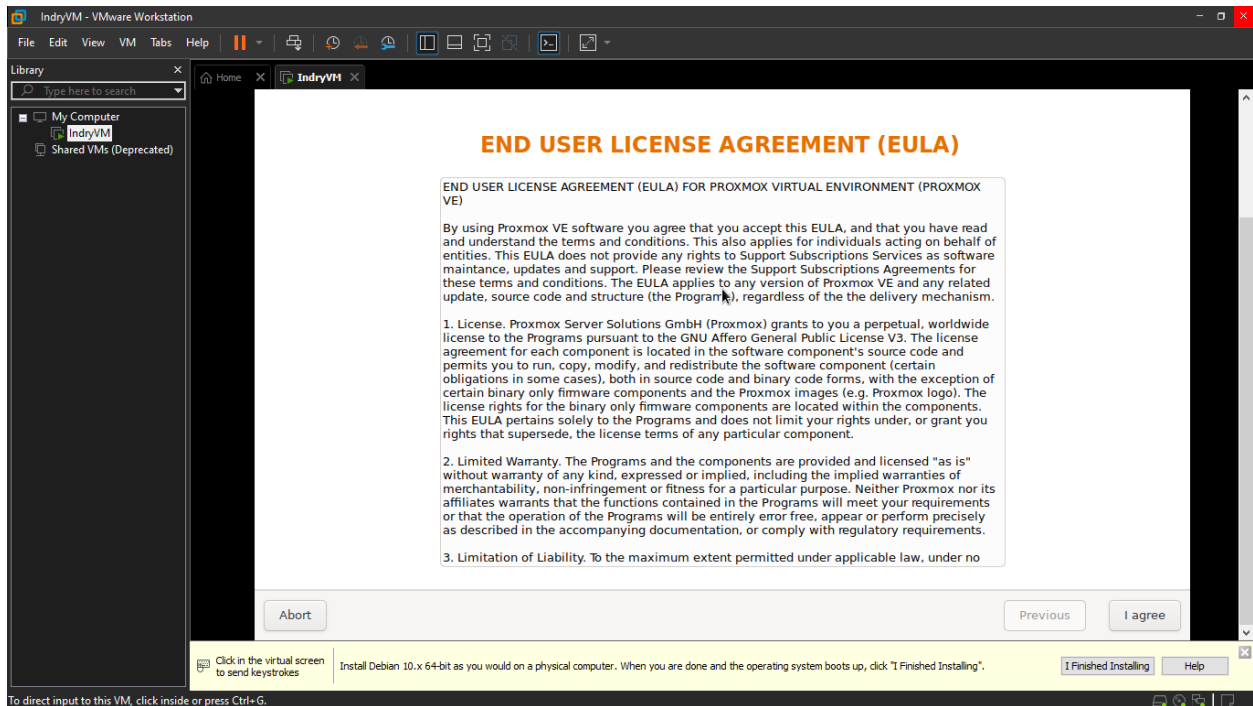 IndryVM - VMware Workstation
File Edit View VM Tabs Help
Library
Type here to search
My Computer
IndryVM
Shared VMs (Deprecated)
Home
IndryVM
END USER LICENSE AGREEMENT (EULA)
END USER LICENSE AGREEMENT (EULA) FOR PROXMOX VIRTUAL ENVIRONMENT (PROXMOX
VE)
By using Proxmox VE software you agree that you accept this EULA, and that you have read
and understand the terms and conditions. This also applies for individuals acting on behalf of
entities. This EULA does not provide any rights to Support Subscriptions Services as software
maintance, updates and support. Please review the Support Subscriptions Agreements for
these terms and conditions. The EULA applies to any version of Proxmox VE and any related
update, source code and structure (the Programs), regardless of the the delivery mechanism.
1. License. Proxmox Server Solutions GmbH (Proxmox) grants to you a perpetual, worldwide
license to the Programs pursuant to the GNU Affero General Public License V3. The license
agreement for each component is located in the software component's source code and
permits you to run, copy, modify, and redistribute the software component (certain
obligations in some cases), both in source code and binary code forms, with the exception of
certain binary only firmware components and the Proxmox images (e.g. Proxmox logo). The
license rights for the binary only firmware components are located within the components.
This EULA pertains solely to the Programs and does not limit your rights under, or grant you
rights that supersede, the license terms of any particular component.
2. Limited Warranty. The Programs and the components are provided and licensed "as is"
without warranty of any kind, expressed or implied, including the implied warranties of
merchantability, non-infringement or fitness for a particular purpose. Neither Proxmox nor its
affiliates warrants that the functions contained in the Programs will meet your requirements
or that the operation of the Programs will be entirely error free, appear or perform precisely
as described in the accompanying documentation, or comply with regulatory requirements.
3. Limitation of Liability. To the maximum extent permitted under applicable law, under no
Abort
Previous
I agree
Click in the virtual screen
to send keystrokes
Install Debian 10.x 64-bit as you would on a physical computer. When you are done and the operating system boots up, click "I Finished Installing".
I Finished Installing
Help
To direct input to this VM, click inside or press Ctrl+G.